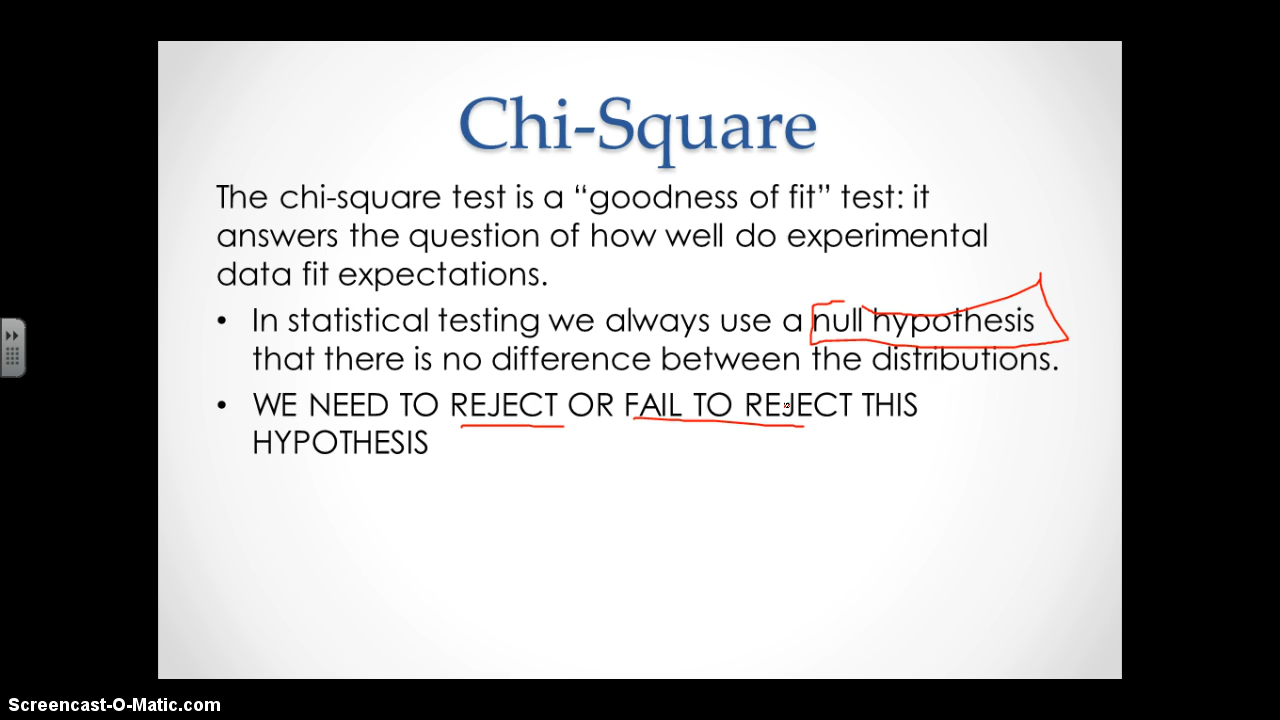 Chi-Square
The chi-square test is a “goodness of fit” test: it
answers the question of how well do experimental
data fit expectations.
• In statistical testing we always use a null hypothesis
that there is no difference between the distributions.
• WE NEED TO REJECT OR FAIL TO REJECT THIS
HYPOTHESIS
Screencast-O-Matic.com